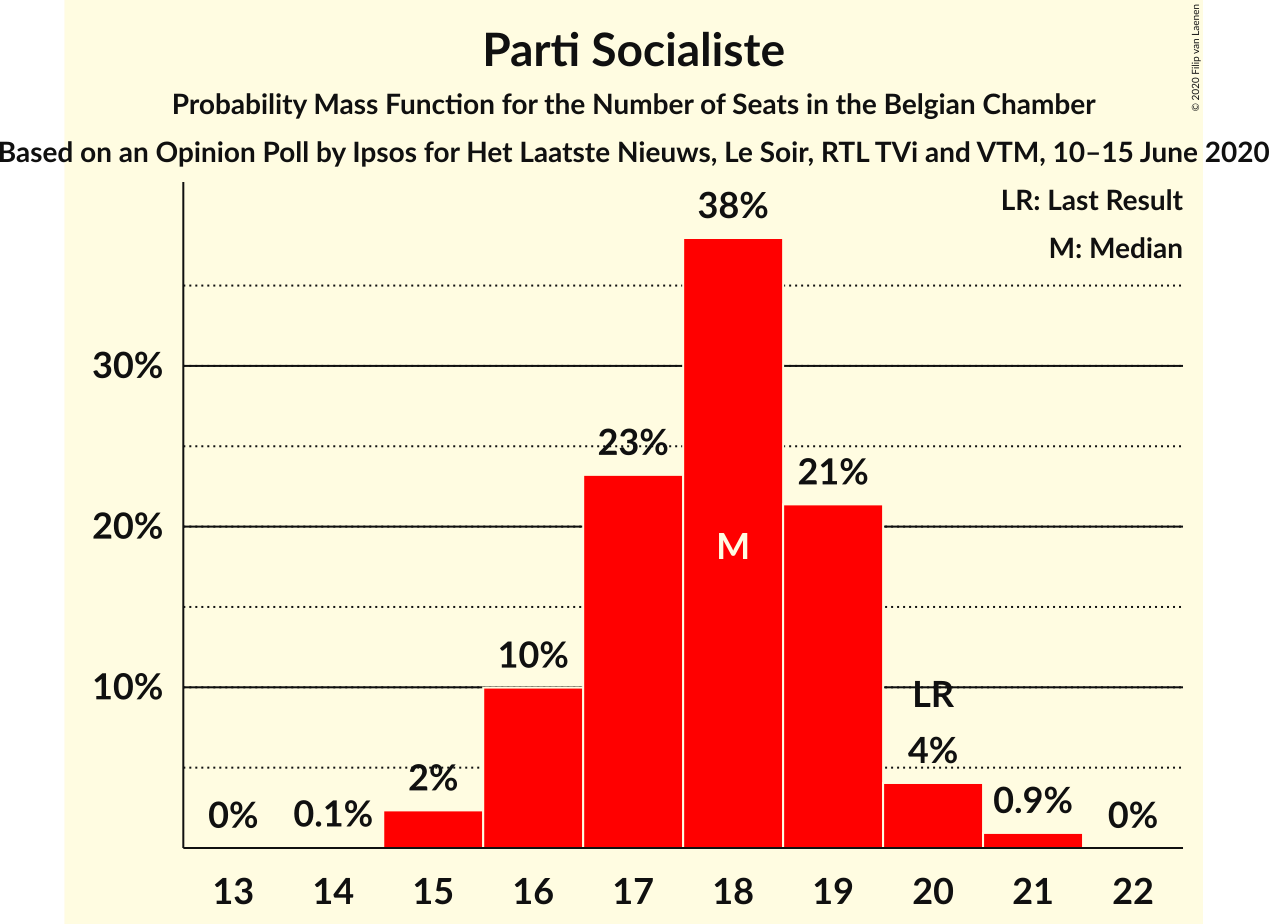 Parti Socialiste
Probability Mass Function for the Number of Seats in the Belgian Chamber
Based on an Opinion Poll by Ipsos for Het Laatste Nieuws, Le Soir, RTL TVi and VTM, 10–15 June 2020
© 2020 Filip van Laenen
LR: Last Result
M: Median
38%
30%
23%
21%
20%
M
10%
10%
LR
4%
2%
0.9%
0%
0.1%
0%
13 14 15 16 17 18 19 20 21 22